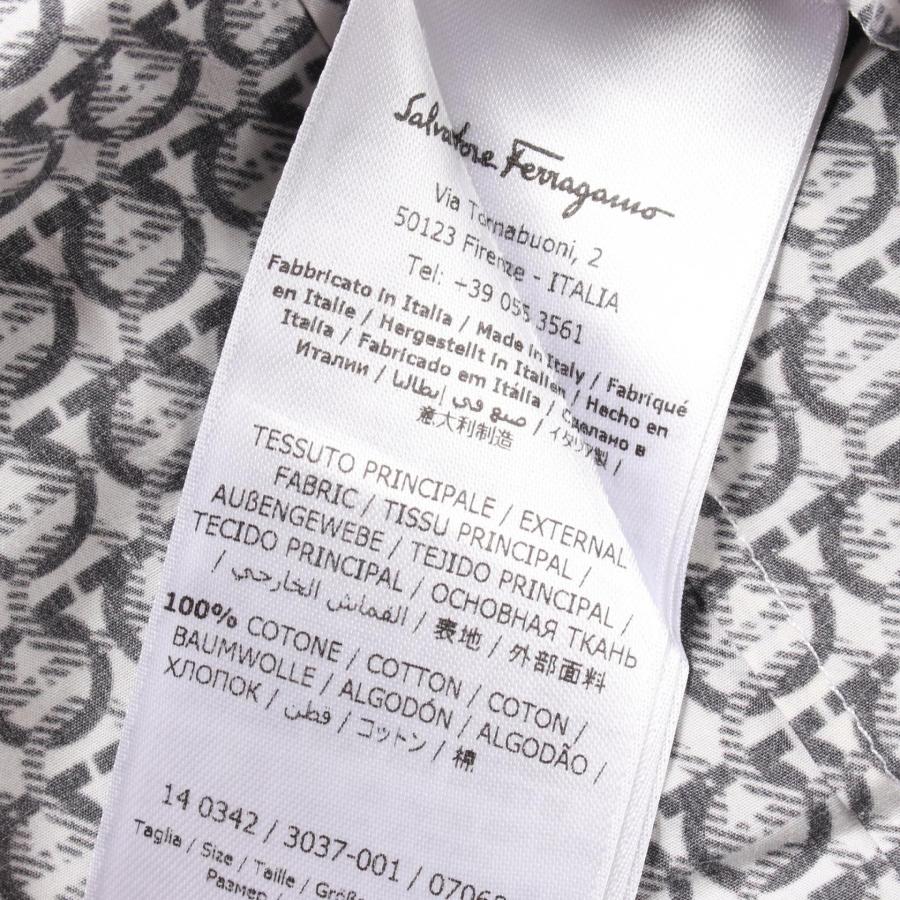 Salvatore Ferragamo
Via Tornabuoni, 2
50123 Firenze - ITALIA
Tel: +39 055 3561
Fabbricato in Italia / Made in Italy / Fabriqué
en Italie / Hergestellt in Italien / Hecho en
Italia / Fabricado em Itália / Сделано в
Италии / صنع في إيطاليا / イタリア製 /
意大利制造
TESSUTO PRINCIPALE / EXTERNAL
FABRIC / TISSU PRINCIPAL /
AUßENGEWEBE / TEJIDO PRINCIPAL /
TECIDO PRINCIPAL / ОСНОВНАЯ ТКАНЬ
/ القماش الخارجي / 表地 / 外部面料
100% COTONE / COTTON / COTON /
BAUMWOLLE / ALGODÓN / ALGODÃO /
ХЛОПОК / قطن / コットン / 棉
14 0342 / 3037-001 / 07062
Taglia / Size / Taille / Größe
Размер